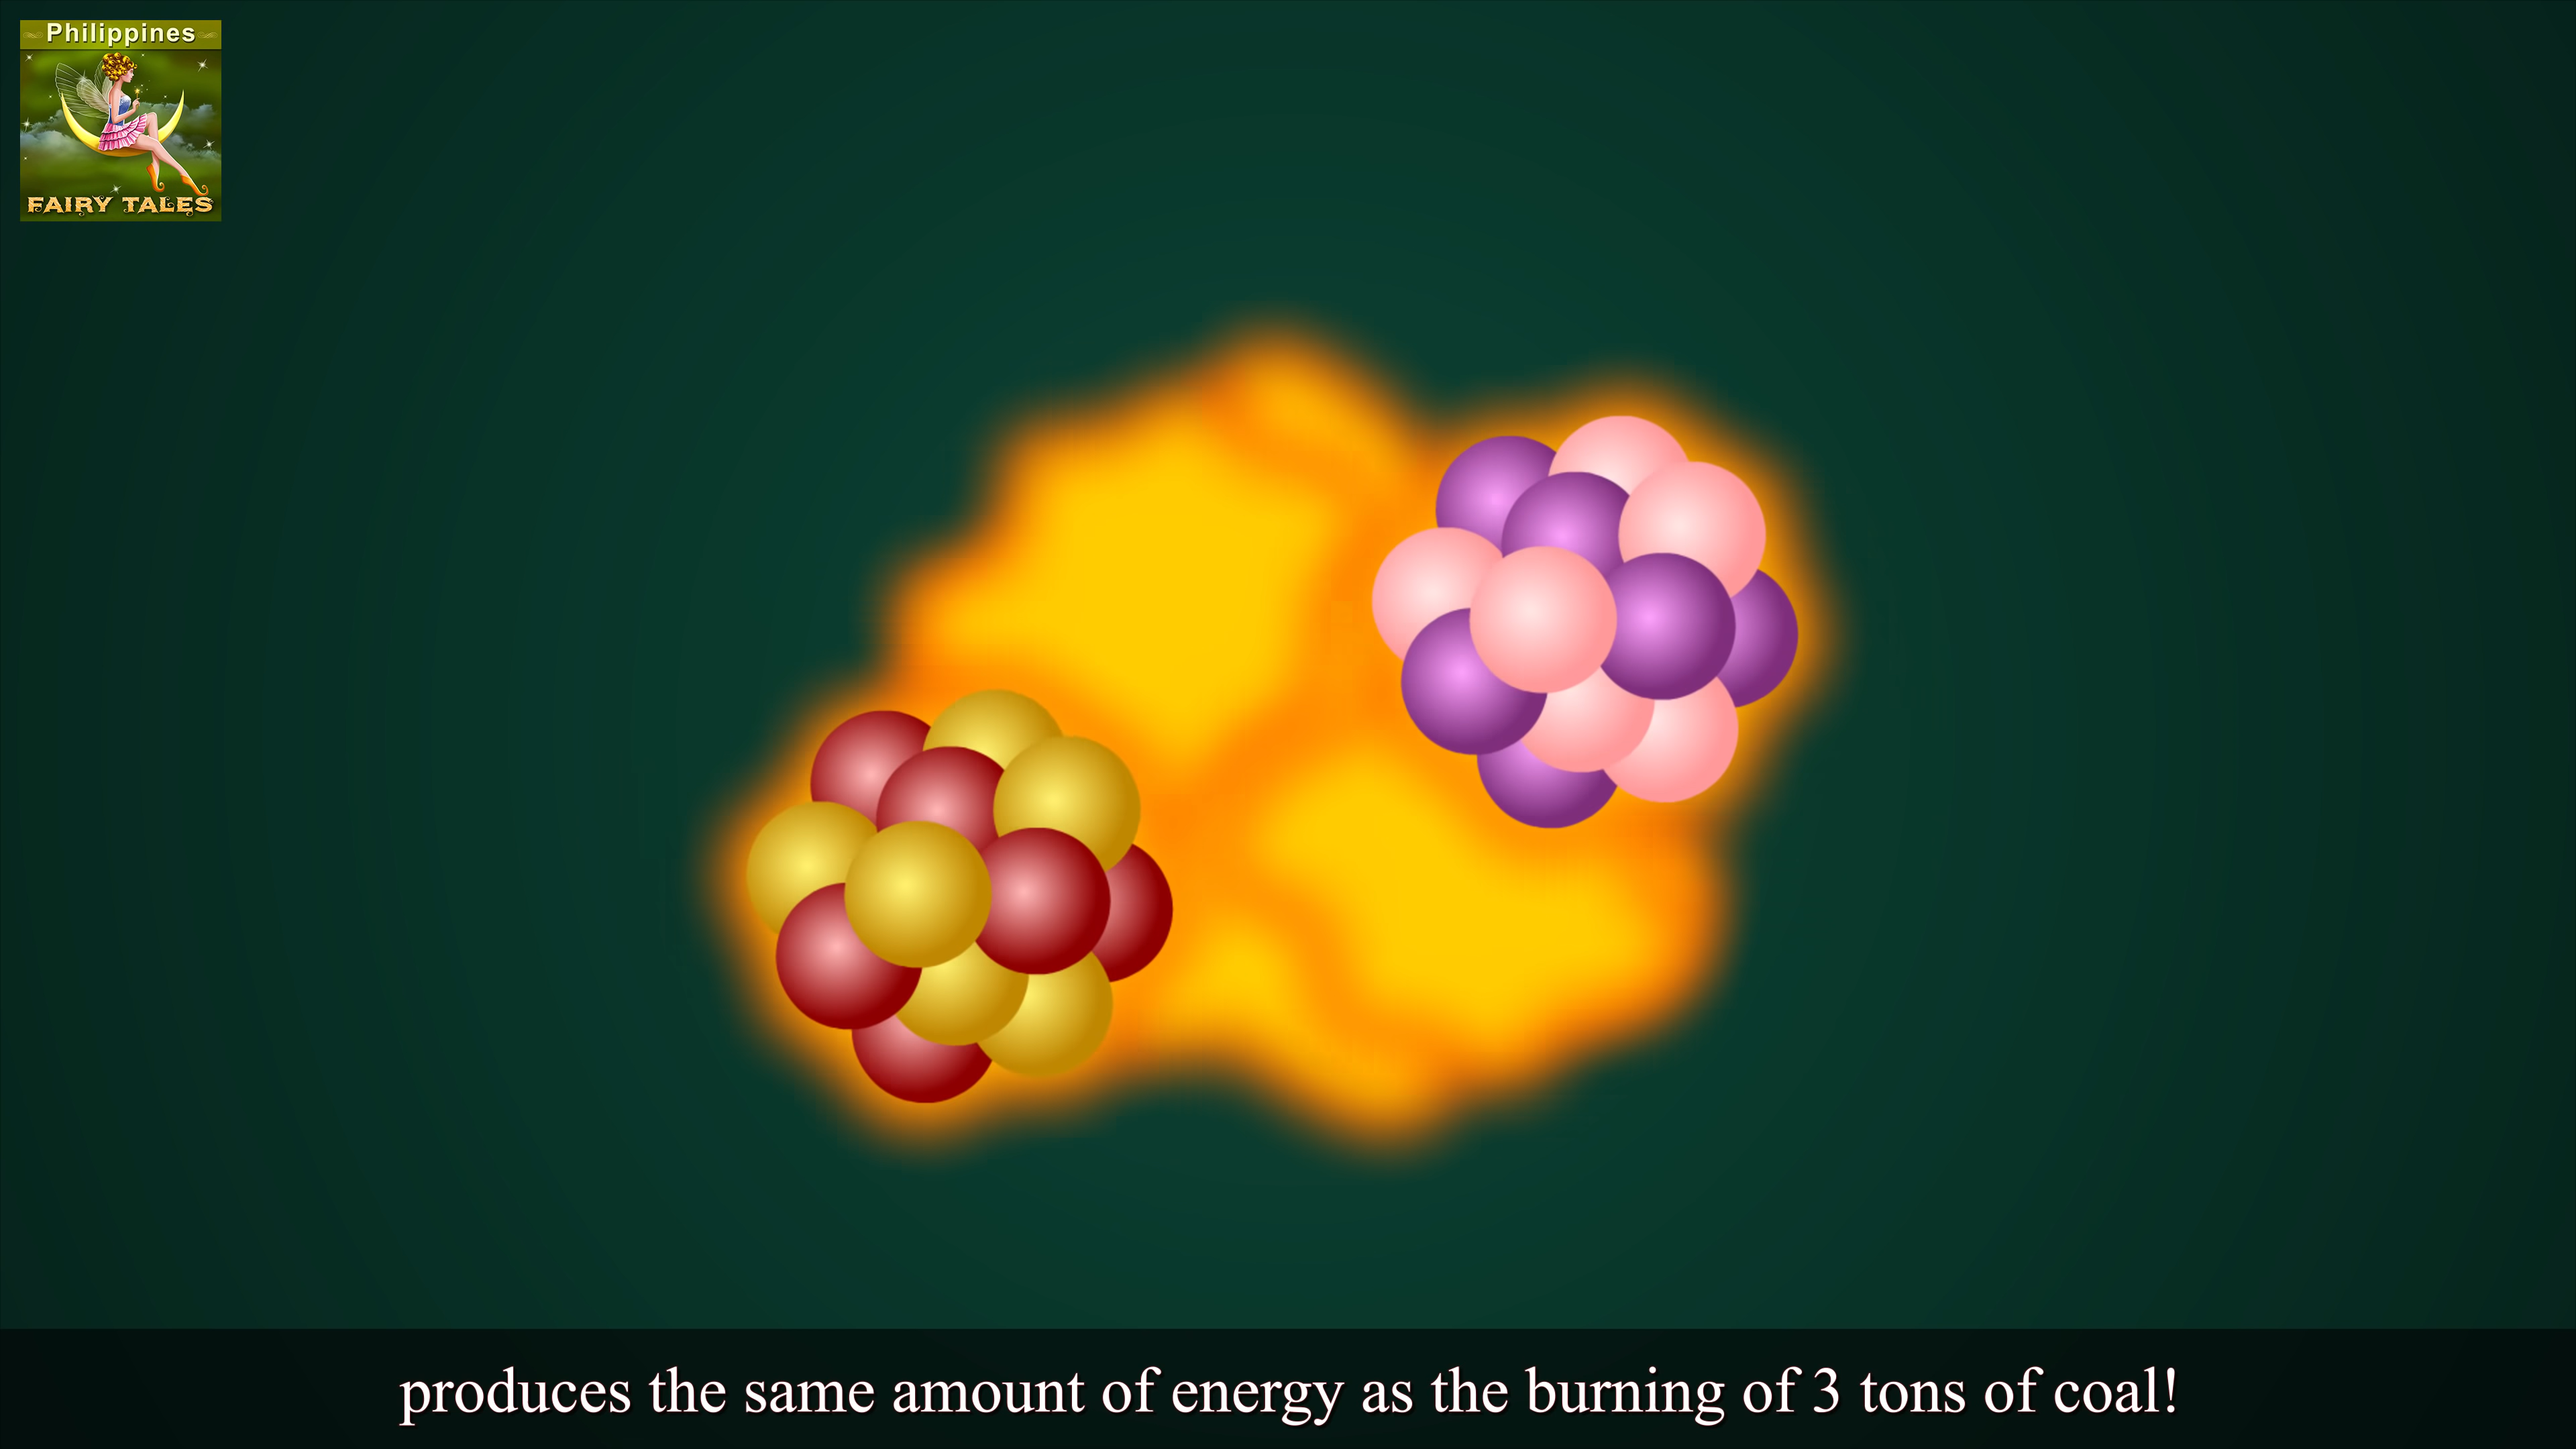 Philippines
FAIRY TALES
produces the same amount of energy as the burning of 3 tons of coal!